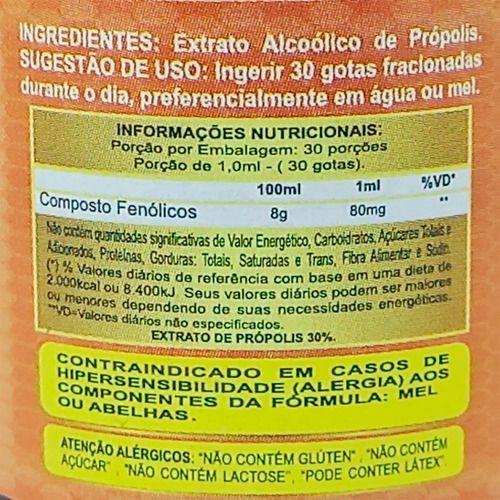 INGREDIENTES: Extrato Alcoólico de Própolis.
SUGESTÃO DE USO: Ingerir 30 gotas fracionadas
durante o dia, preferencialmente em água ou mel.
INFORMAÇÕES NUTRICIONAIS:
Porção por Embalagem: 30 porções
Porção de 1,0ml - ( 30 gotas).
100ml 1ml %VD*
Composto Fenólicos 8g 80mg **
Não contém quantidades significativas de Valor Energético, Carboidratos, Açúcares Totais e
Adicionados, Proteínas, Gorduras: Totais, Saturadas e Trans, Fibra Alimentar e
(*) % Valores diários de referência com base em uma dieta de
2.000kcal ou 8.400kJ. Seus valores diários podem ser maiores
ou menores dependendo de suas necessidades energéticas.
**VD=Valores diários não especificados.
EXTRATO DE PRÓPOLIS 30%.
CONTRAINDICADO EM CASOS DE
HIPERSENSIBILIDADE (ALERGIA) AOS
COMPONENTES DA FÓRMULA: MEL
OU ABELHAS.
ATENÇÃO ALÉRGICOS: "NÃO CONTÉM GLÚTEN", "NÃO CONTÉM
AÇÚCAR", "NÃO CONTÉM LACTOSE", "PODE CONTER LÁTEX".